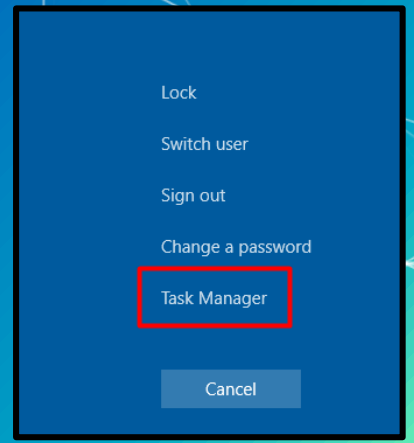 Lock
Switch user
Sign out
Change a password
Task Manager
Cancel